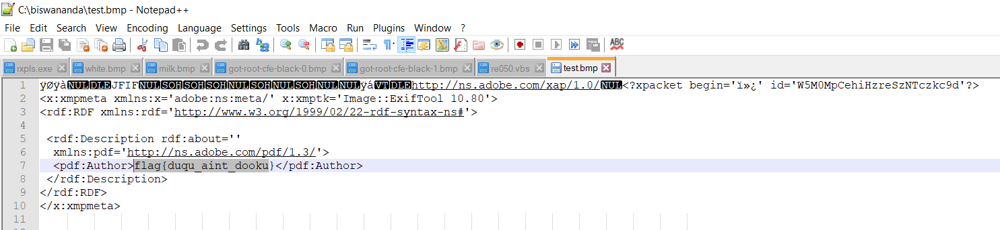 C:\biswananda\test.bmp - Notepad++
File Edit Search View Encoding Language Settings Tools Macro Run Plugins Window ?
ABC
rxpls.exe white.bmp milk.bmp got-root-cfe-black-0.bmp got-root-cfe-black-1.bmp re050.vbs test.bmp
1 ÿØÿàNULDLEJFIFNULSOHSOHSOHNULSOHNULSOHNULNULÿáVTDLEhttp://ns.adobe.com/xap/1.0/NUL<?xpacket begin='ï»¿' id='W5M0MpCehiHzreSzNTczkc9d'?>
2 <x:xmpmeta xmlns:x='adobe:ns:meta/' x:xmptk='Image::ExifTool 10.80'>
3 <rdf:RDF xmlns:rdf='http://www.w3.org/1999/02/22-rdf-syntax-ns#'>
4
5 <rdf:Description rdf:about=''
6 xmlns:pdf='http://ns.adobe.com/pdf/1.3/'>
7 <pdf:Author>flag{duqu_aint_dooku}</pdf:Author>
8 </rdf:Description>
9 </rdf:RDF>
10 </x:xmpmeta>
11